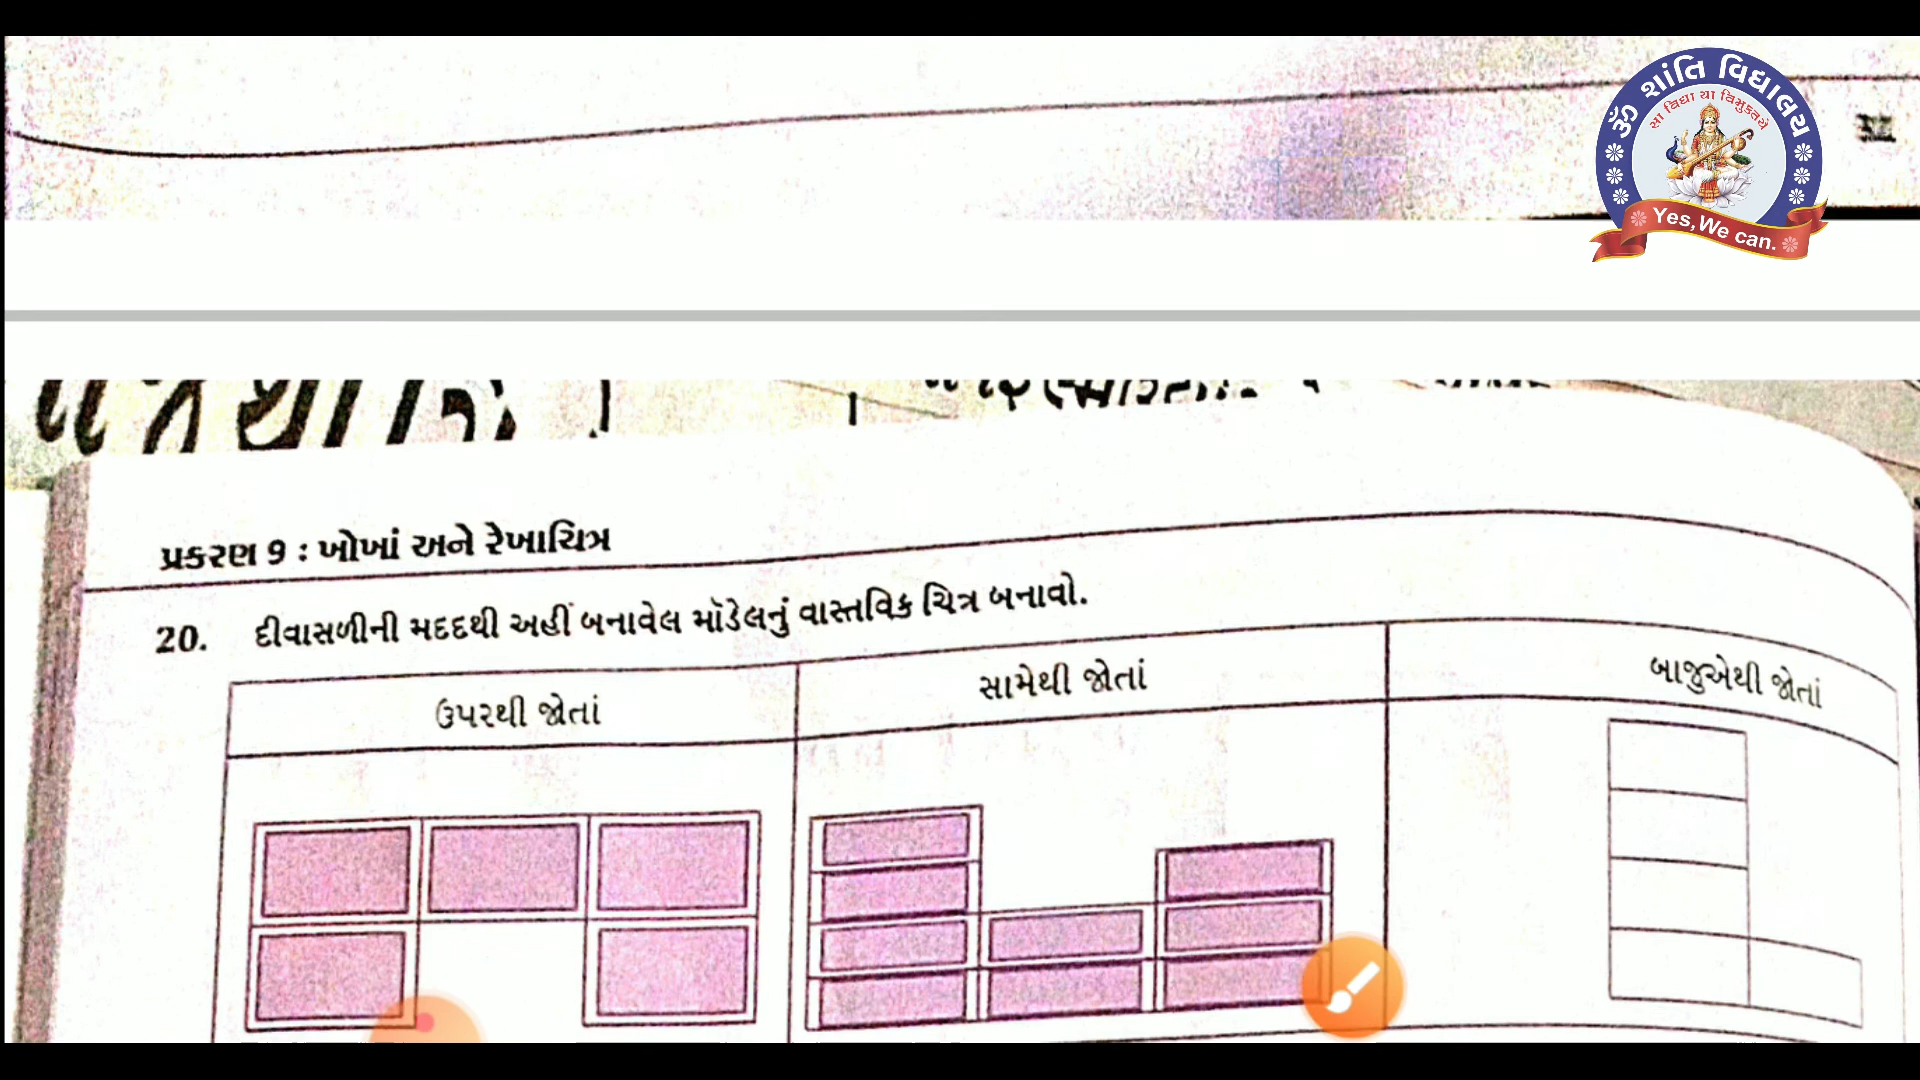 ૐ શાંતિ વિદ્યાલય
સા વિદ્યા યા વિમુક્તયે
Yes, We can.
પ્રકરણ 9 : ખોખાં અને રેખાચિત્ર
20. દીવાસળીની મદદથી અહીં બનાવેલ મૉડેલનું વાસ્તવિક ચિત્ર બનાવો.
ઉપરથી જોતાં સામેથી જોતાં બાજુએથી જોતાં